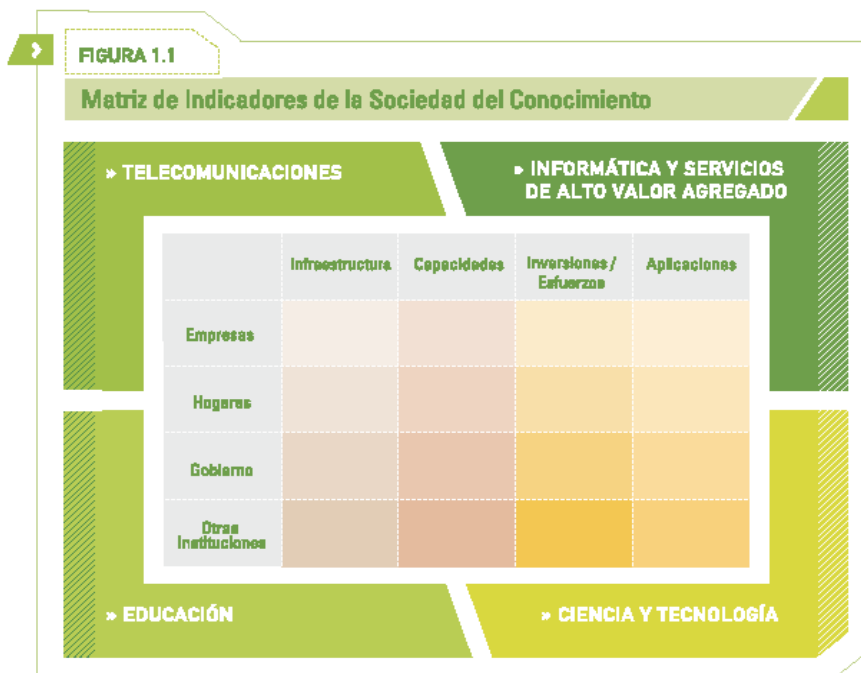 FIGURA 1.1
Matriz de Indicadores de la Sociedad del Conocimiento
» TELECOMUNICACIONES
» INFORMÁTICA Y SERVICIOS
DE ALTO VALOR AGREGADO
Infraestructura Capacidades Inversiones / Esfuerzos Aplicaciones
Empresas
Hogares
Gobierno
Otras
Instituciones
» EDUCACIÓN
» CIENCIA Y TECNOLOGÍA